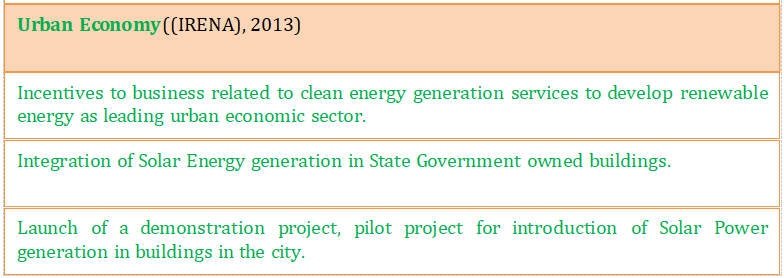 Urban Economy((IRENA), 2013)
Incentives to business related to clean energy generation services to develop renewable
energy as leading urban economic sector.
Integration of Solar Energy generation in State Government owned buildings.
Launch of a demonstration project, pilot project for introduction of Solar Power
generation in buildings in the city.